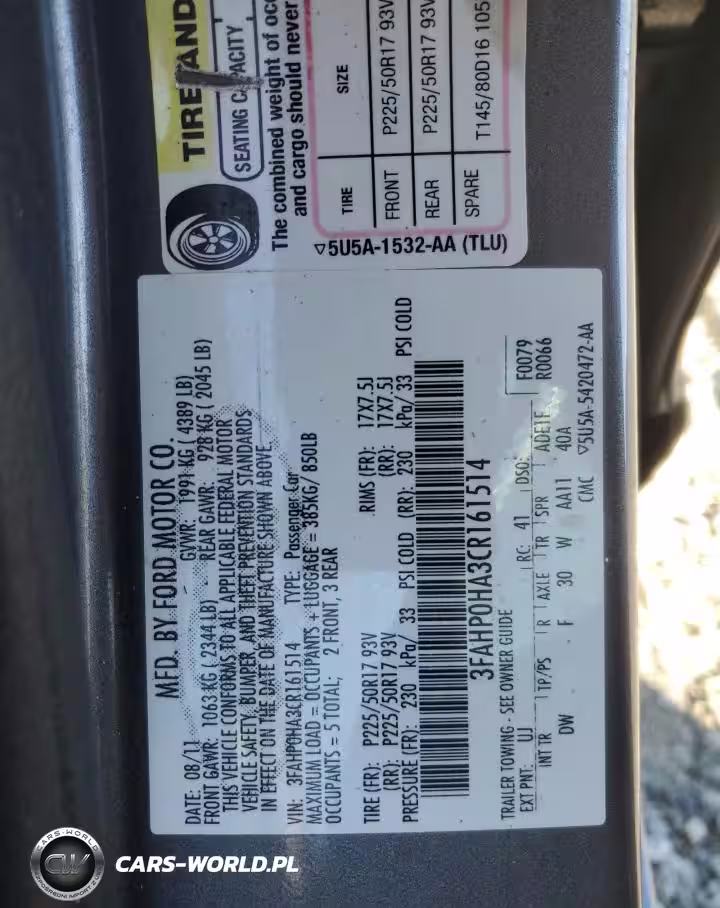 TIRE AND
SEATING CAPACITY
The combined weight of occ
and cargo should never
TIRE SIZE
FRONT P225/50R17 93V
REAR P225/50R17 93V
SPARE T145/80D16 105
▽5U5A-1532-AA (TLU)
MFD. BY FORD MOTOR CO.
DATE: 08/11 GVWR: 1991 KG ( 4389 LB)
FRONT GAWR: 1063 KG ( 2344 LB) REAR GAWR: 928 KG ( 2045 LB)
THIS VEHICLE CONFORMS TO ALL APPLICABLE FEDERAL MOTOR
VEHICLE SAFETY, BUMPER, AND THEFT PREVENTION STANDARDS
IN EFFECT ON THE DATE OF MANUFACTURE SHOWN ABOVE.
VIN: 3FAHP0HA3CR161514 TYPE: Passenger Car
MAXIMUM LOAD = OCCUPANTS + LUGGAGE = 385KG/ 850LB
OCCUPANTS = 5 TOTAL; 2 FRONT, 3 REAR
TIRE (FR): P225/50R17 93V RIMS (FR): 17X7.5J
(RR): P225/50R17 93V (RR): 17X7.5J
PRESSURE (FR): 230 kPa/ 33 PSI COLD (RR): 230 kPa/ 33 PSI COLD
3FAHP0HA3CR161514
TRAILER TOWING - SEE OWNER GUIDE
F0079
EXT PNT: UJ RC: 41 DSO: R0066
INT TR TP/PS R AXLE TR SPR ADE1E
DW F 30 W AA11 40A
CMC ▽5U5A-5420472-AA
CARS-WORLD
CW
CARS-WORLD.PL